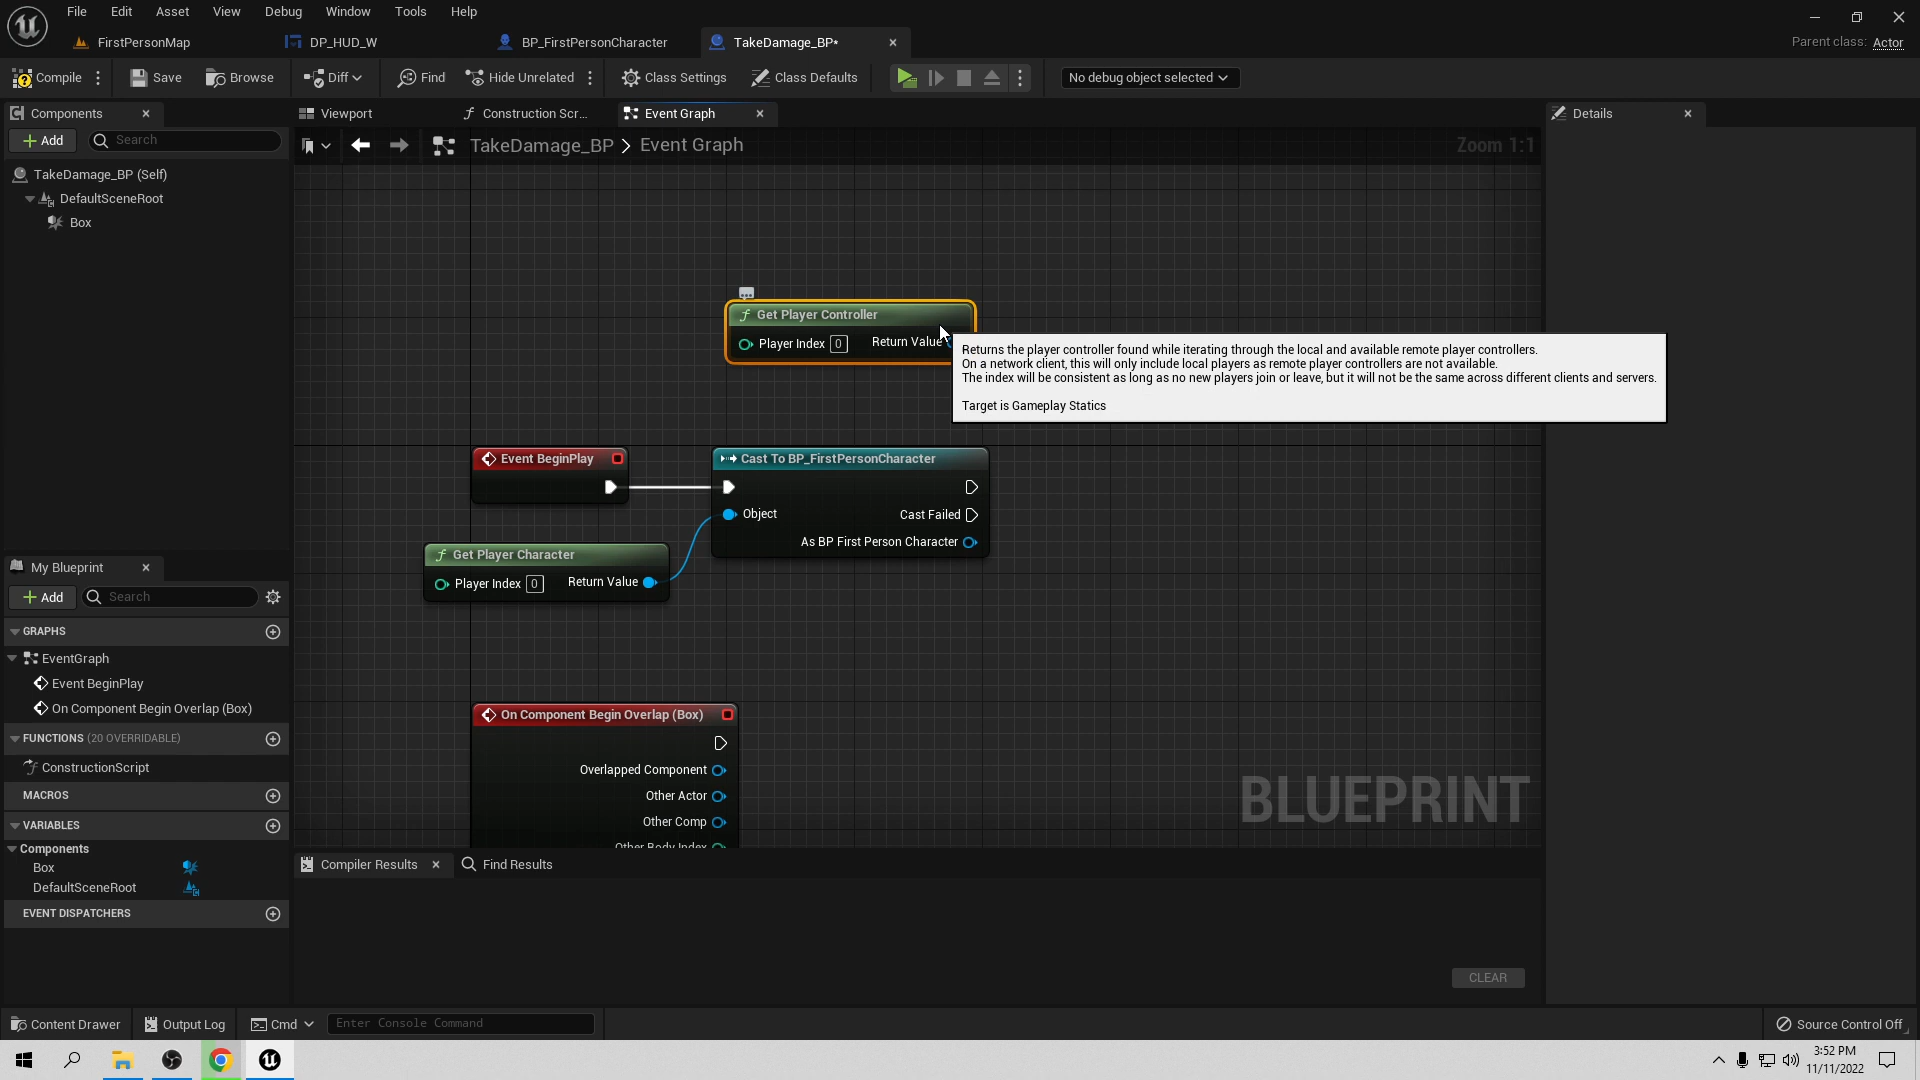 File Edit Asset View Debug Window Tools Help
FirstPersonMap DP_HUD_W BP_FirstPersonCharacter TakeDamage_BP*
Parent class: Actor
Compile Save Browse Diff Find Hide Unrelated Class Settings Class Defaults No debug object selected
Components
Viewport Construction Scr... Event Graph
Details
Add Search
TakeDamage_BP > Event Graph
Zoom 1:1
TakeDamage_BP (Self)
DefaultSceneRoot
Box
Get Player Controller
Player Index 0 Return Value
Returns the player controller found while iterating through the local and available remote player controllers.
On a network client, this will only include local players as remote player controllers are not available.
The index will be consistent as long as no new players join or leave, but it will not be the same across different clients and servers.
Target is Gameplay Statics
Event BeginPlay
Cast To BP_FirstPersonCharacter
Object
Cast Failed
As BP First Person Character
Get Player Character
Player Index 0 Return Value
My Blueprint
Add Search
GRAPHS
EventGraph
Event BeginPlay
On Component Begin Overlap (Box)
FUNCTIONS (20 OVERRIDABLE)
ConstructionScript
MACROS
VARIABLES
Components
Box
DefaultSceneRoot
EVENT DISPATCHERS
On Component Begin Overlap (Box)
Overlapped Component
Other Actor
Other Comp
Other Body Index
BLUEPRINT
Compiler Results Find Results
CLEAR
Content Drawer Output Log Cmd Enter Console Command
Source Control Off
3:52 PM
11/11/2022